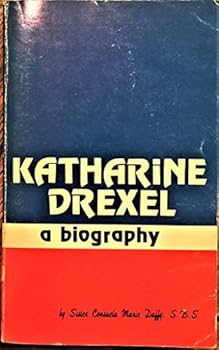 KATHARINE
DREXEL
a biography
by Sister Consuela Marie Duffy, S.B.S.